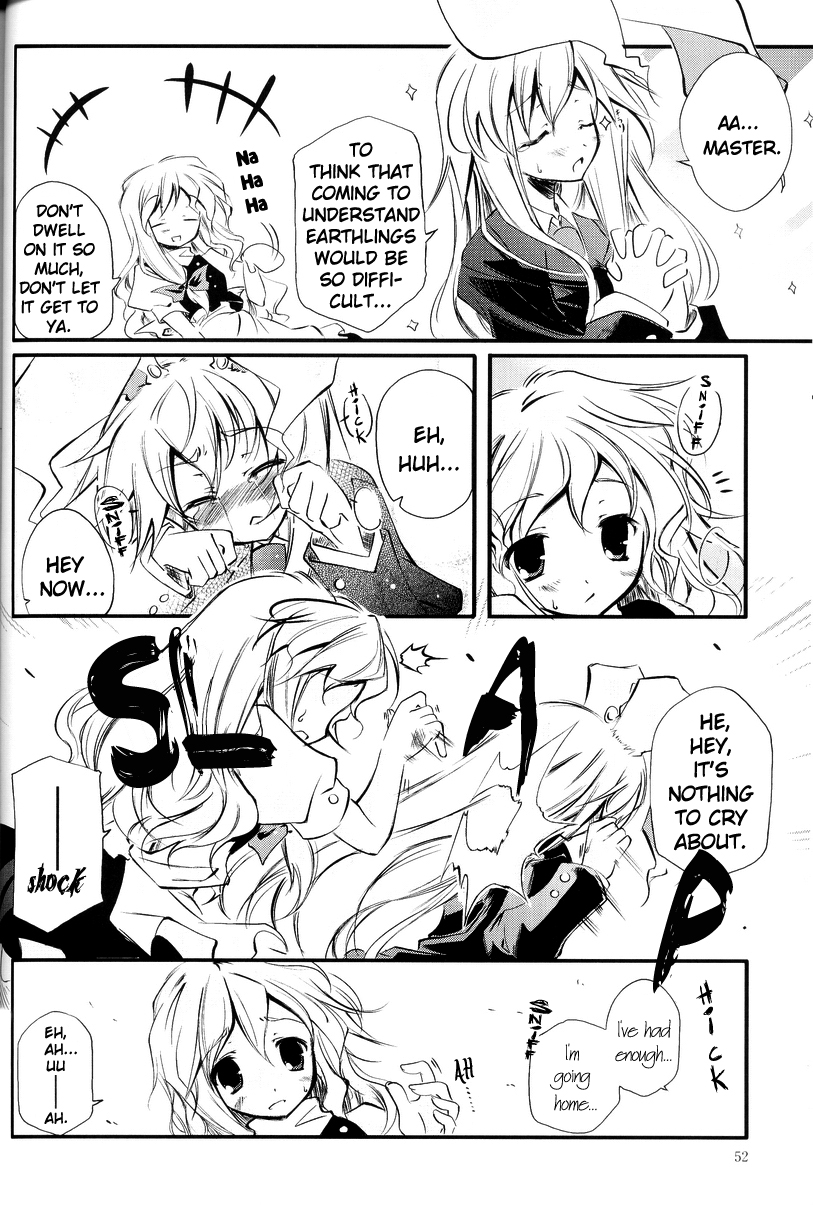 AA...
MASTER.
TO
THINK THAT
COMING TO
UNDERSTAND
EARTHLINGS
WOULD BE
SO DIFFI-
CULT...
Na
Ha
Ha
DON'T
DWELL
ON IT SO
MUCH,
DON'T LET
IT GET TO
YA.
SNIFF
HICK
EH,
HUH...
SNIFF
HEY
NOW...
HE,
HEY,
IT'S
NOTHING
TO CRY
ABOUT.
SLAP
shock
HICK
I've had
enough...
I'm
going
home...
SNIFF
AH...
EH,
AH...
UU
—
AH.
52